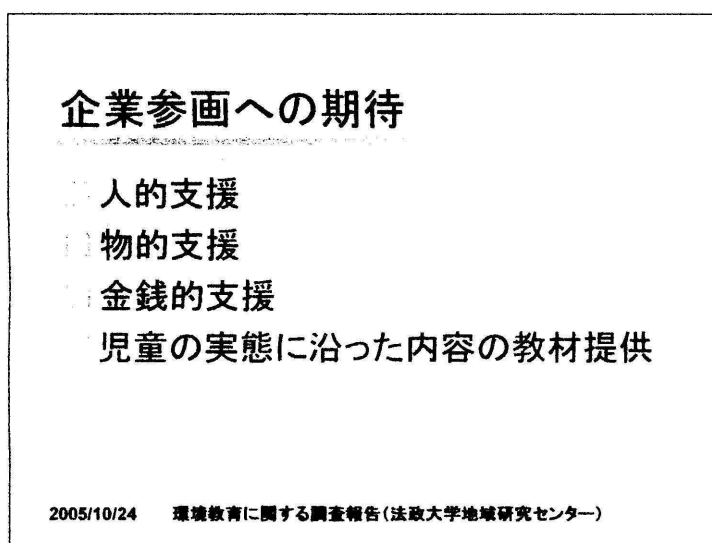 企業参画への期待
人的支援
物的支援
金銭的支援
児童の実態に沿った内容の教材提供
2005/10/24 環境教育に関する調査報告(法政大学地域研究センター)